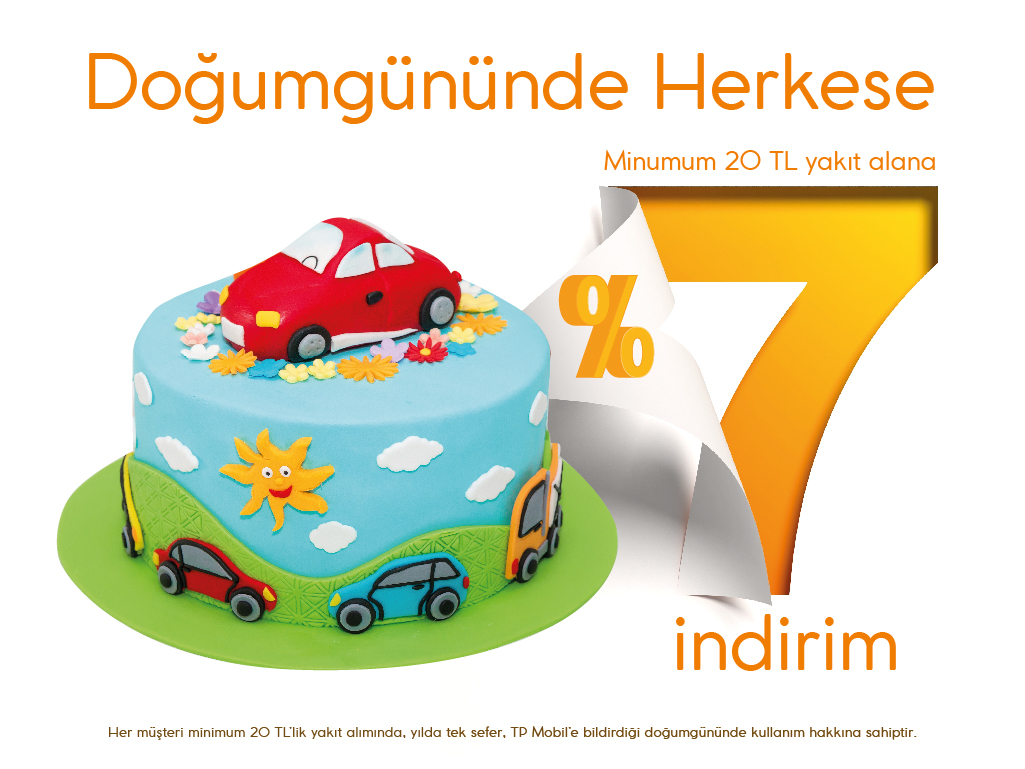 Doğumgününde Herkese
Minumum 20 TL yakıt alana
%7
indirim
Her müşteri minimum 20 TL'lik yakıt alımında, yılda tek sefer, TP Mobil'e bildirdiği doğumgününde kullanım hakkına sahiptir.